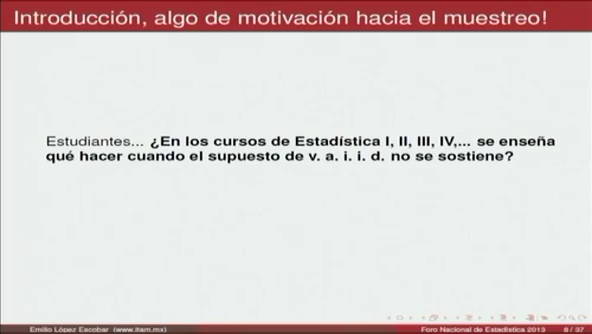 Introducción, algo de motivación hacia el muestreo!
Estudiantes... ¿En los cursos de Estadística I, II, III, IV,... se enseña
qué hacer cuando el supuesto de v. a. i. i. d. no se sostiene?
Emilio López Escobar (www.itam.mx) Foro Nacional de Estadística 2013 8 / 37